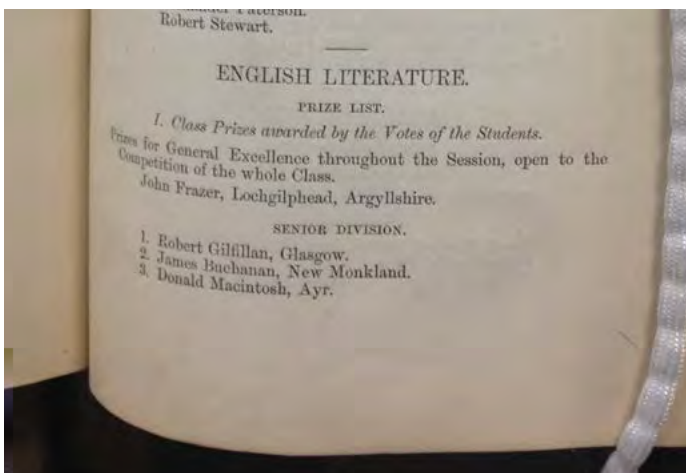 Paterson.
Robert Stewart.
ENGLISH LITERATURE.
PRIZE LIST.
I. Class Prizes awarded by the Votes of the Students.
Prizes for General Excellence throughout the Session, open to the
Competition of the whole Class.
John Frazer, Lochgilphead, Argyllshire.
SENIOR DIVISION.
1. Robert Gilfillan, Glasgow.
2. James Buchanan, New Monkland.
3. Donald Macintosh, Ayr.